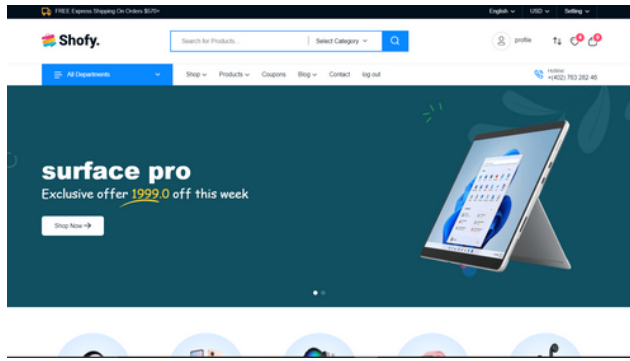 FREE Express Shipping On Orders $570+
English
USD
Setting
Shofy.
Search for Products...
Select Category
profile
All Departments
Shop
Products
Coupons
Blog
Contact
log out
Hotline:
+(402) 763 282 46
surface pro
Exclusive offer 1999.0 off this week
Shop Now